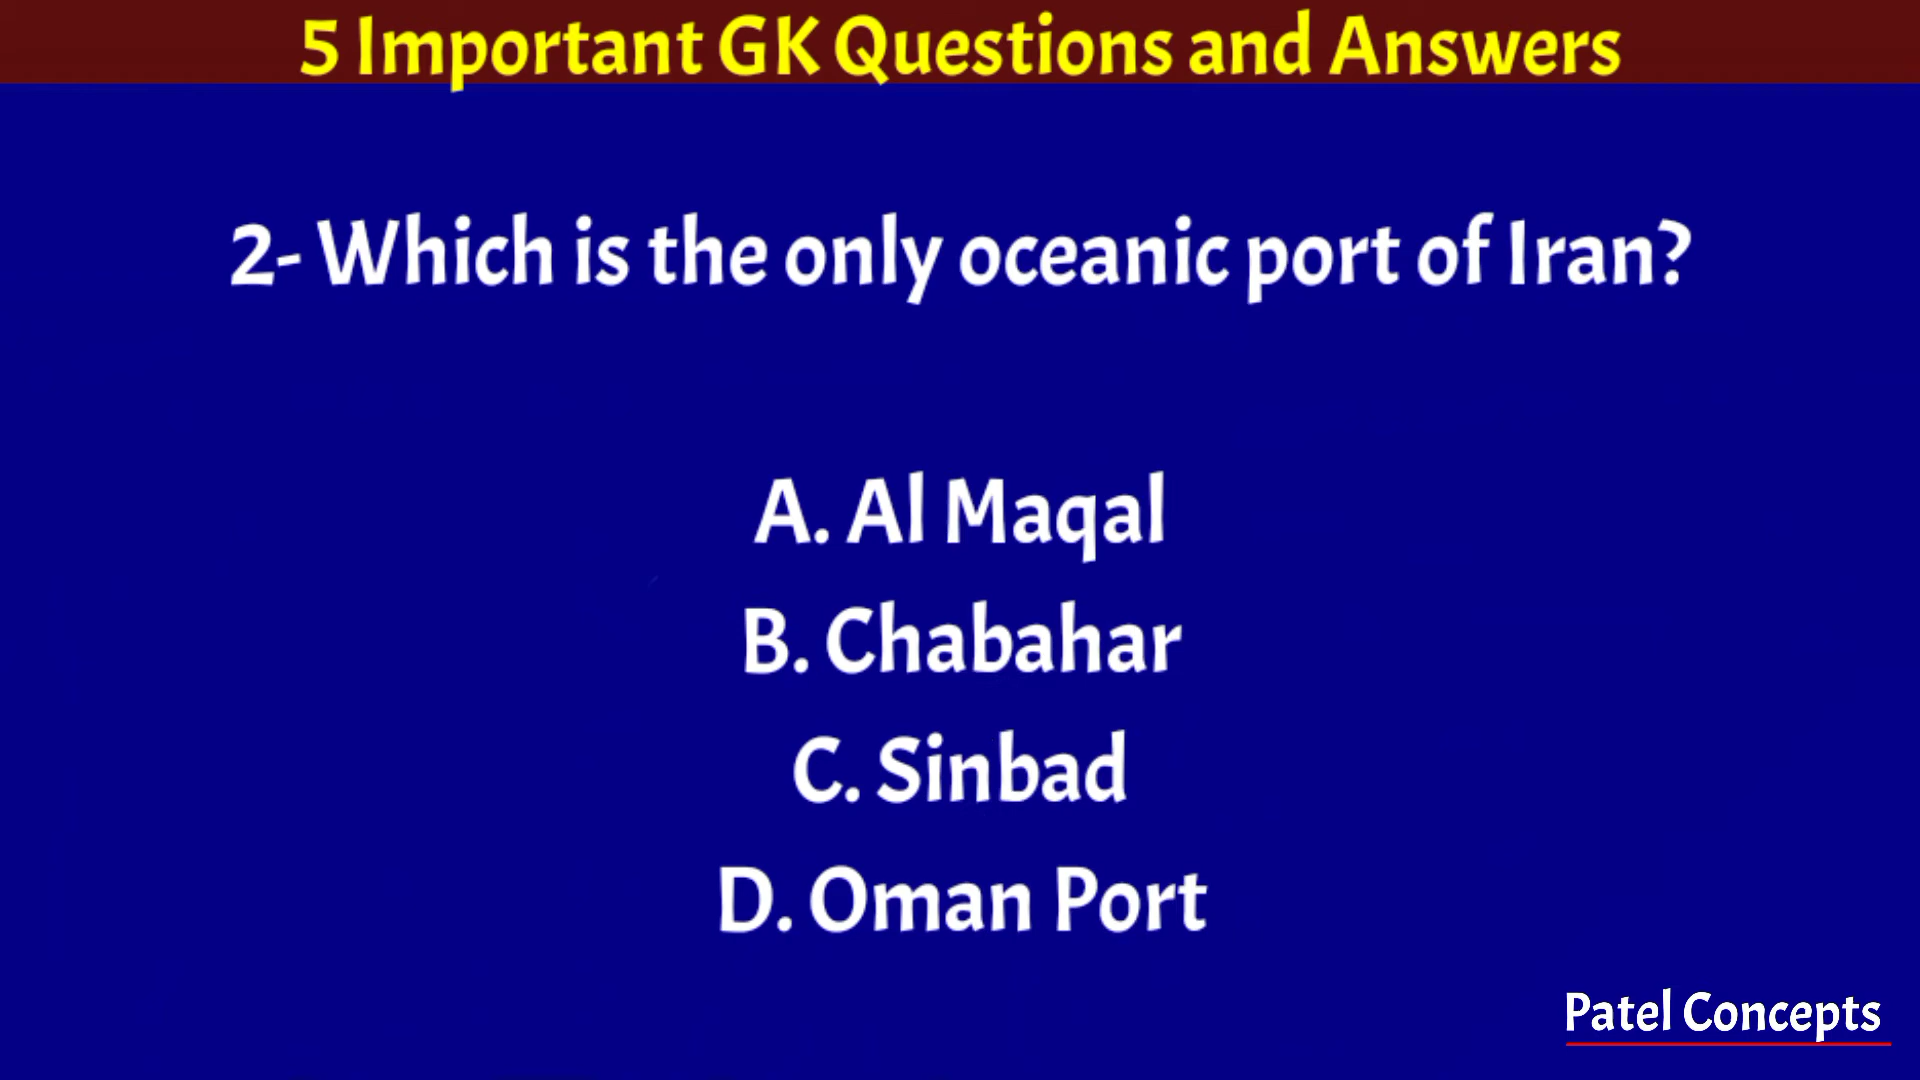 5 Important GK Questions and Answers
2- Which is the only oceanic port of Iran?
A. Al Maqal
B. Chabahar
C. Sinbad
D. Oman Port
Patel Concepts